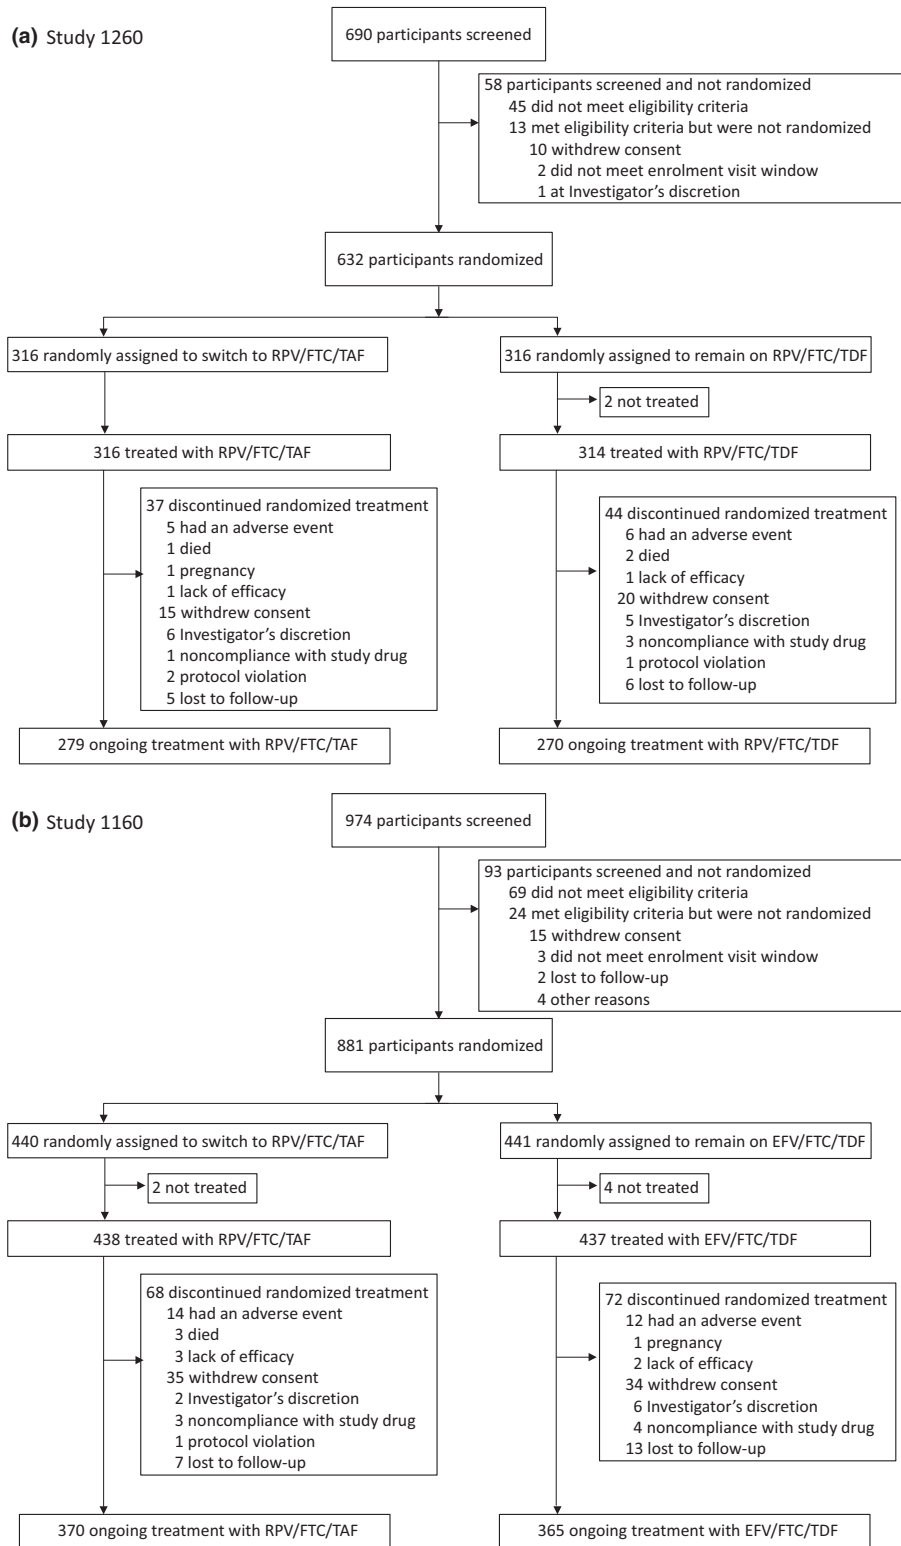 (a) Study 1260
690 participants screened
58 participants screened and not randomized
45 did not meet eligibility criteria
13 met eligibility criteria but were not randomized
10 withdrew consent
2 did not meet enrolment visit window
1 at Investigator's discretion
632 participants randomized
316 randomly assigned to switch to RPV/FTC/TAF
316 randomly assigned to remain on RPV/FTC/TDF
2 not treated
316 treated with RPV/FTC/TAF
314 treated with RPV/FTC/TDF
37 discontinued randomized treatment
5 had an adverse event
1 died
1 pregnancy
1 lack of efficacy
15 withdrew consent
6 Investigator's discretion
1 noncompliance with study drug
2 protocol violation
5 lost to follow-up
44 discontinued randomized treatment
6 had an adverse event
2 died
1 lack of efficacy
20 withdrew consent
5 Investigator's discretion
3 noncompliance with study drug
1 protocol violation
6 lost to follow-up
279 ongoing treatment with RPV/FTC/TAF
270 ongoing treatment with RPV/FTC/TDF
(b) Study 1160
974 participants screened
93 participants screened and not randomized
69 did not meet eligibility criteria
24 met eligibility criteria but were not randomized
15 withdrew consent
3 did not meet enrolment visit window
2 lost to follow-up
4 other reasons
881 participants randomized
440 randomly assigned to switch to RPV/FTC/TAF
441 randomly assigned to remain on EFV/FTC/TDF
2 not treated
4 not treated
438 treated with RPV/FTC/TAF
437 treated with EFV/FTC/TDF
68 discontinued randomized treatment
14 had an adverse event
3 died
3 lack of efficacy
35 withdrew consent
2 Investigator's discretion
3 noncompliance with study drug
1 protocol violation
7 lost to follow-up
72 discontinued randomized treatment
12 had an adverse event
1 pregnancy
2 lack of efficacy
34 withdrew consent
6 Investigator's discretion
4 noncompliance with study drug
13 lost to follow-up
370 ongoing treatment with RPV/FTC/TAF
365 ongoing treatment with EFV/FTC/TDF